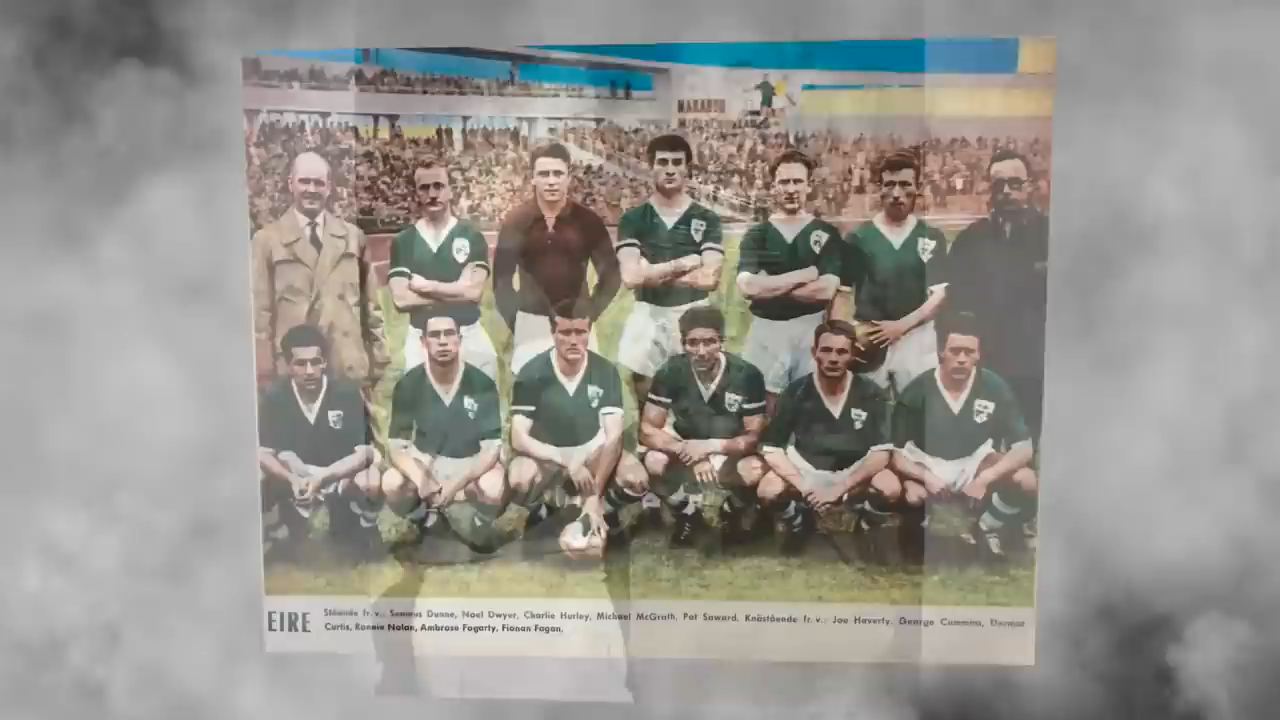 MARABOU
EIRE
Stående fr. v.: Seamus Dunne, Noel Dwyer, Charlie Hurley, Michael McGrath, Pat Saward. Knästående fr. v.: Joe Haverty, George Cummins, Dermot
Curtis, Ronnie Nolan, Ambrose Fogarty, Fionan Fagan.